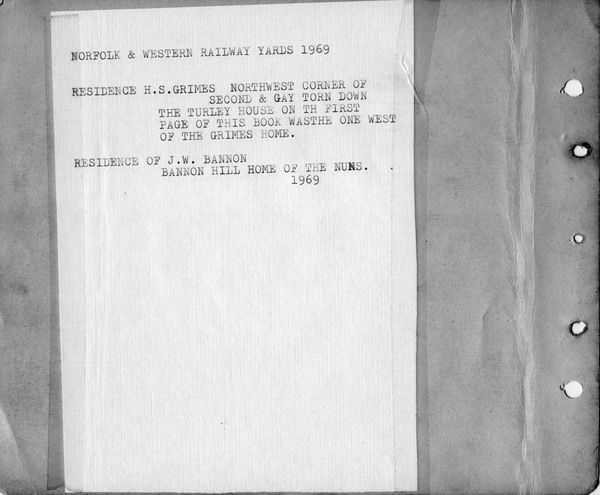 NORFOLK & WESTERN RAILWAY YARDS 1969
RESIDENCE H.S.GRIMES NORTHWEST CORNER OF
SECOND & GAY TORN DOWN
THE TURLEY HOUSE ON TH FIRST
PAGE OF THIS BOOK WASTHE ONE WEST
OF THE GRIMES HOME.
RESIDENCE OF J.W. BANNON
BANNON HILL HOME OF THE NUNS.
1969